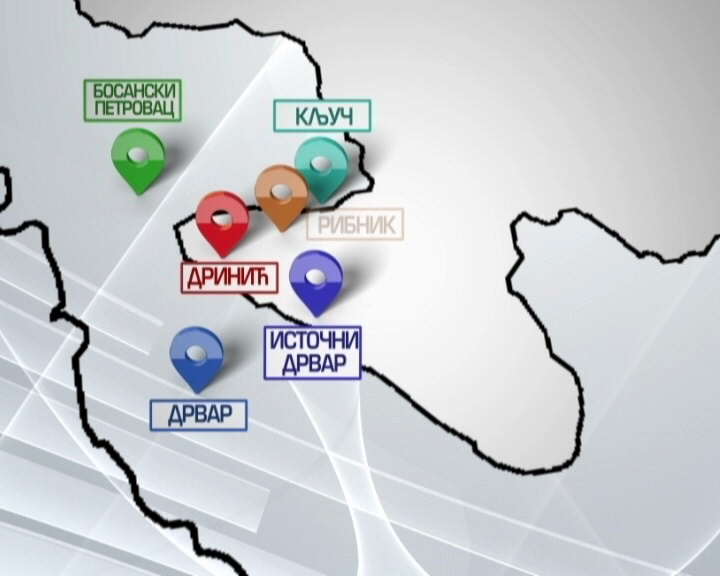 БОСАНСКИ
ПЕТРОВАЦ
КЉУЧ
РИБНИК
ДРИНИЋ
ИСТОЧНИ
ДРВАР
ДРВАР